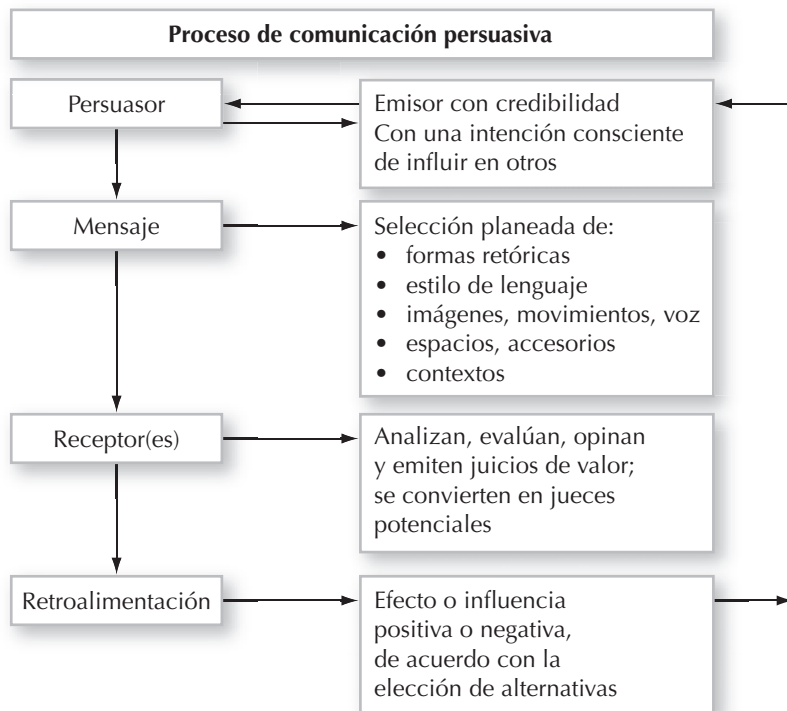 Proceso de comunicación persuasiva
Persuasor
Emisor con credibilidad
Con una intención consciente
de influir en otros
Mensaje
Selección planeada de:
• formas retóricas
• estilo de lenguaje
• imágenes, movimientos, voz
• espacios, accesorios
• contextos
Receptor(es)
Analizan, evalúan, opinan
y emiten juicios de valor;
se convierten en jueces
potenciales
Retroalimentación
Efecto o influencia
positiva o negativa,
de acuerdo con la
elección de alternativas